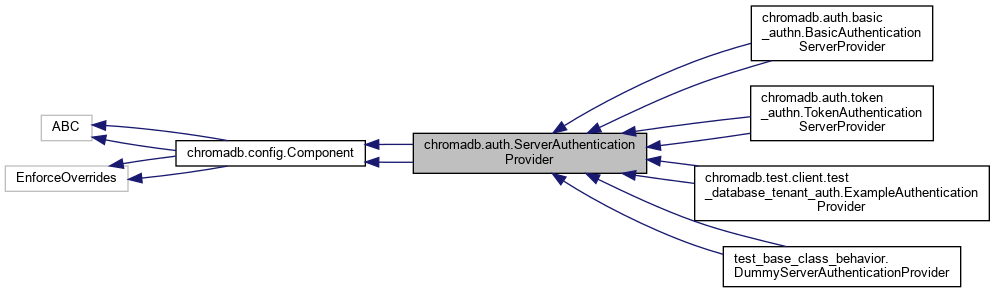 ABC
EnforceOverrides
chromadb.config.Component
chromadb.auth.ServerAuthentication
Provider
chromadb.auth.basic
_authn.BasicAuthentication
ServerProvider
chromadb.auth.token
_authn.TokenAuthentication
ServerProvider
chromadb.test.client.test
_database_tenant_auth.ExampleAuthentication
Provider
test_base_class_behavior.
DummyServerAuthenticationProvider